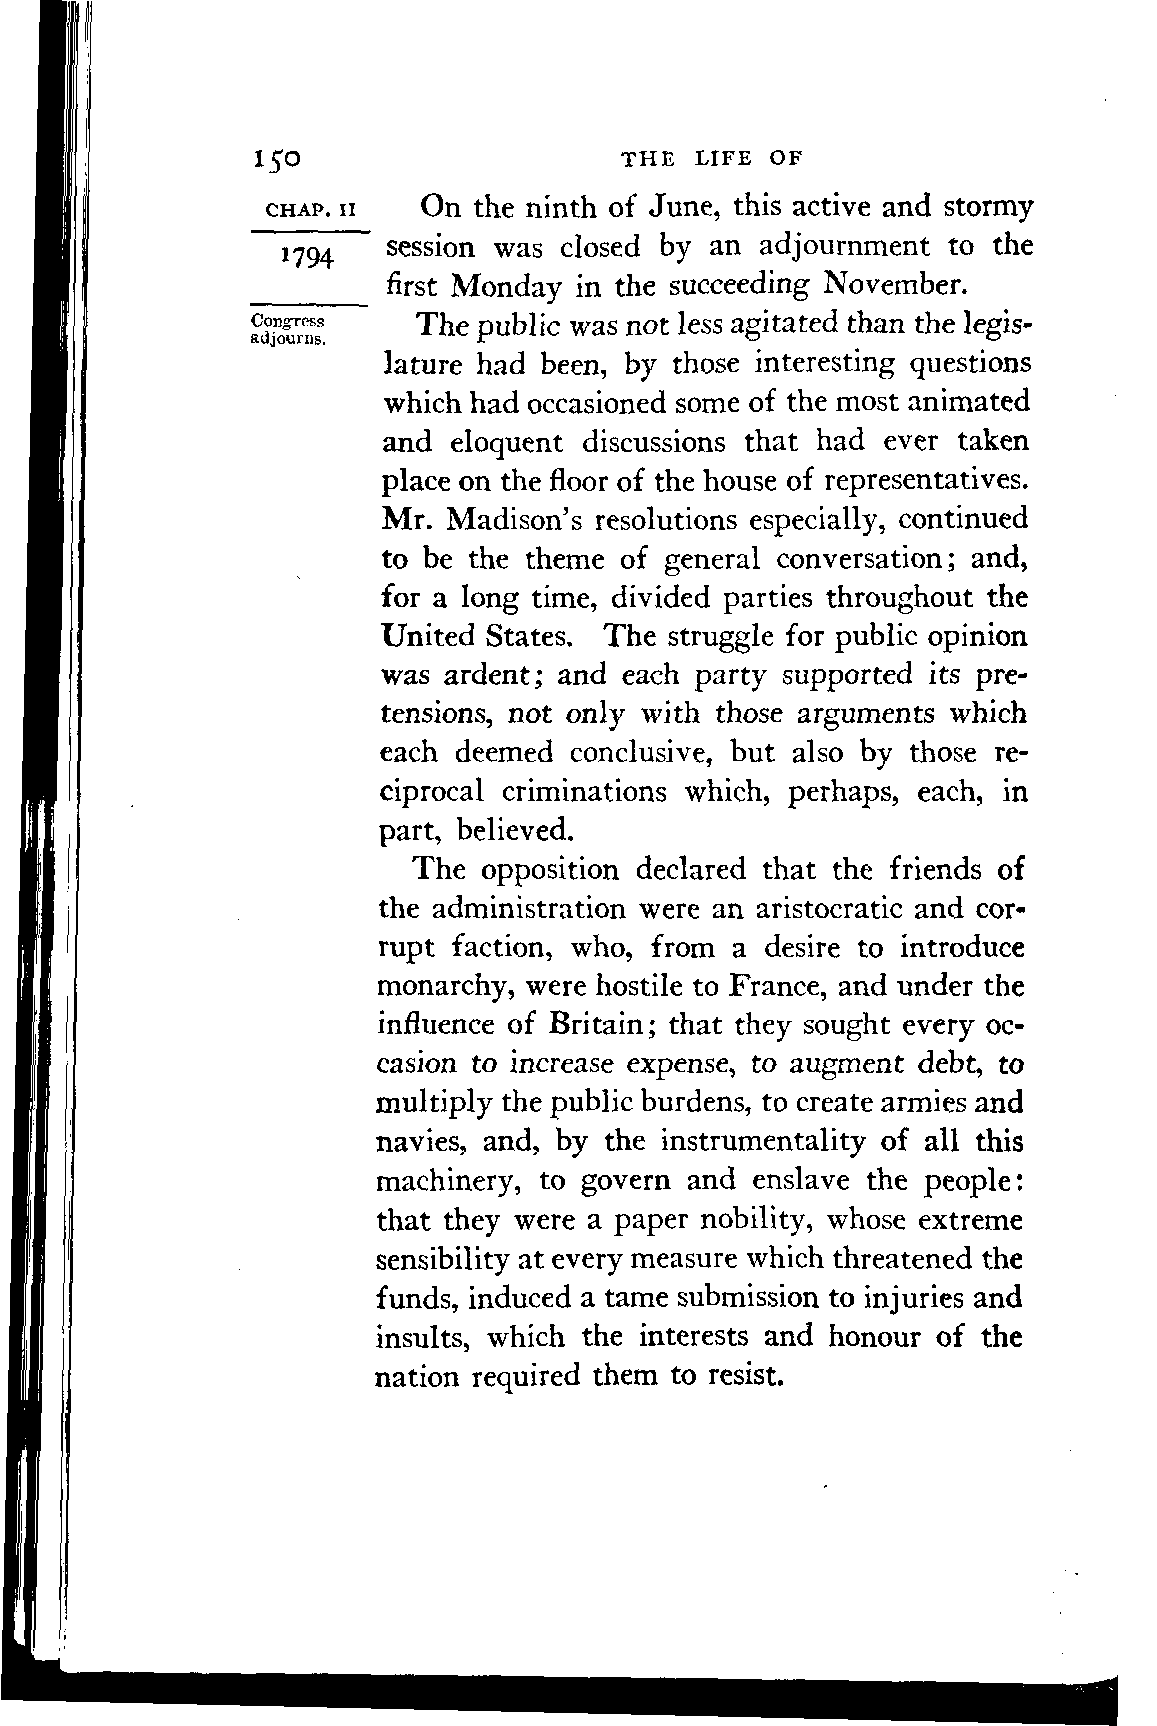 150 THE LIFE OF
CHAP. II
1794
Congress
adjourns.
On the ninth of June, this active and stormy
session was closed by an adjournment to the
first Monday in the succeeding November.
The public was not less agitated than the legis-
lature had been, by those interesting questions
which had occasioned some of the most animated
and eloquent discussions that had ever taken
place on the floor of the house of representatives.
Mr. Madison's resolutions especially, continued
to be the theme of general conversation; and,
for a long time, divided parties throughout the
United States. The struggle for public opinion
was ardent; and each party supported its pre-
tensions, not only with those arguments which
each deemed conclusive, but also by those re-
ciprocal criminations which, perhaps, each, in
part, believed.
The opposition declared that the friends of
the administration were an aristocratic and cor-
rupt faction, who, from a desire to introduce
monarchy, were hostile to France, and under the
influence of Britain; that they sought every oc-
casion to increase expense, to augment debt, to
multiply the public burdens, to create armies and
navies, and, by the instrumentality of all this
machinery, to govern and enslave the people:
that they were a paper nobility, whose extreme
sensibility at every measure which threatened the
funds, induced a tame submission to injuries and
insults, which the interests and honour of the
nation required them to resist.